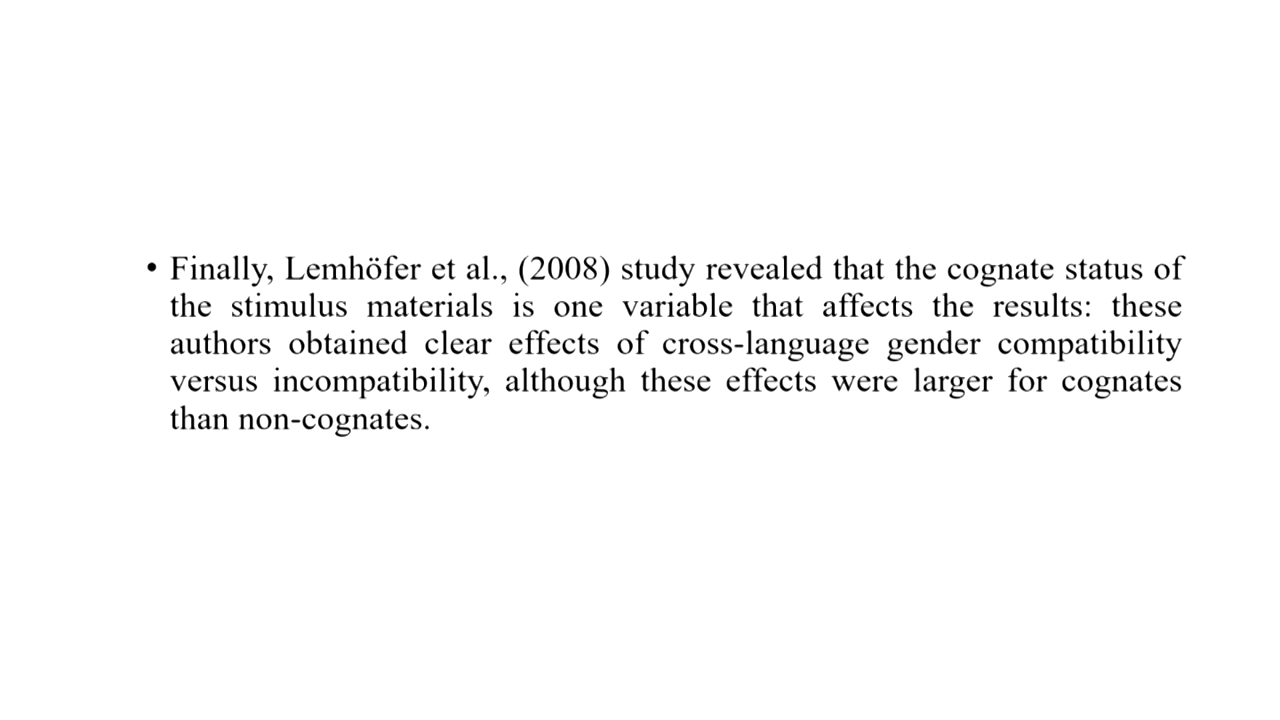 • Finally, Lemhöfer et al., (2008) study revealed that the cognate status of
the stimulus materials is one variable that affects the results: these
authors obtained clear effects of cross-language gender compatibility
versus incompatibility, although these effects were larger for cognates
than non-cognates.